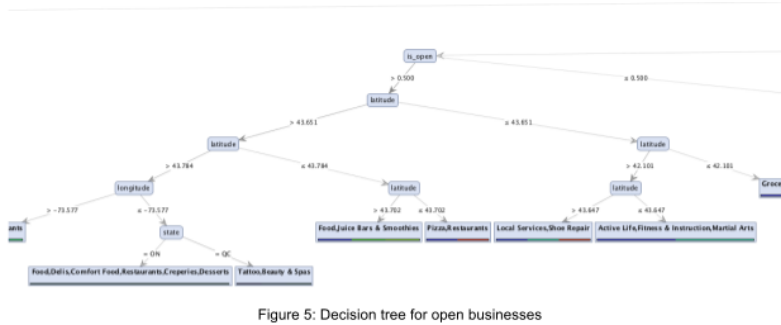 is_open
> 0.500
≤ 0.500
latitude
> 43.651
≤ 43.651
latitude
latitude
> 43.784
≤ 43.784
> 42.101
≤ 42.101
longitude
latitude
latitude
Groce
> -73.577
≤ -73.577
> 43.702
≤ 43.702
> 43.647
≤ 43.647
ants
state
Food,Juice Bars & Smoothies
Pizza,Restaurants
Local Services,Shoe Repair
Active Life,Fitness & Instruction,Martial Arts
= ON
= QC
Food,Delis,Comfort Food,Restaurants,Creperies,Desserts
Tattoo,Beauty & Spas
Figure 5: Decision tree for open businesses